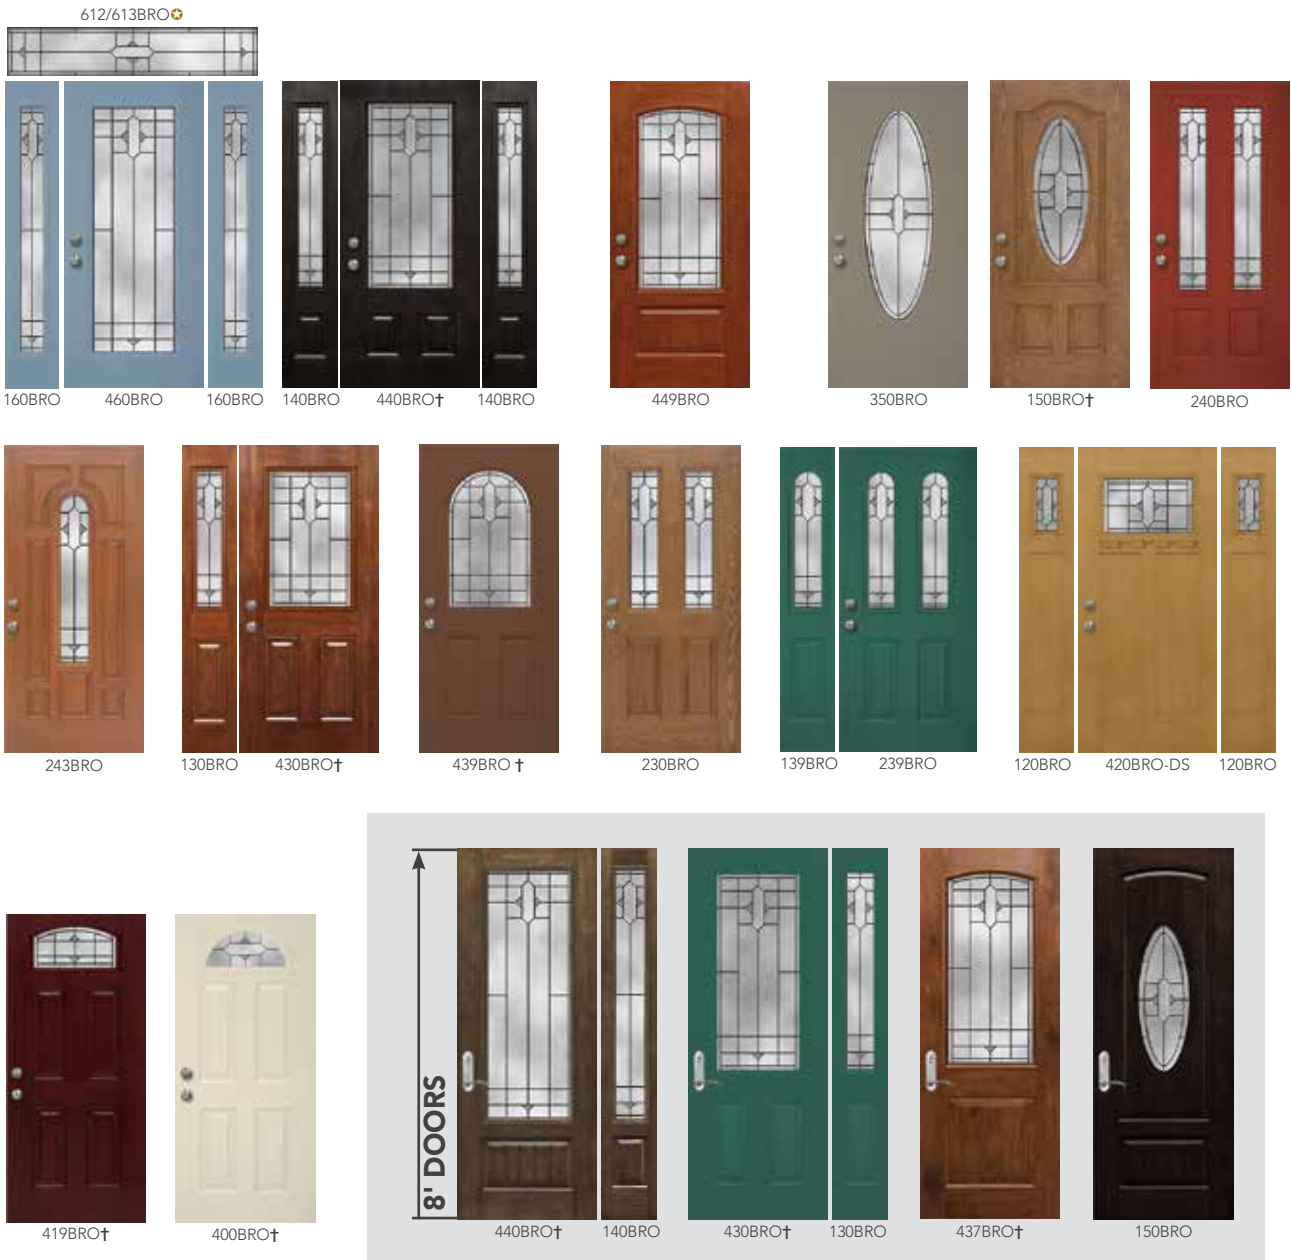 612/613BRO✪
160BRO 460BRO 160BRO 140BRO 440BRO† 140BRO 449BRO 350BRO 150BRO† 240BRO
243BRO 130BRO 430BRO† 439BRO † 230BRO 139BRO 239BRO 120BRO 420BRO-DS 120BRO
8' DOORS
419BRO† 400BRO† 440BRO† 140BRO 430BRO† 130BRO 437BRO† 150BRO